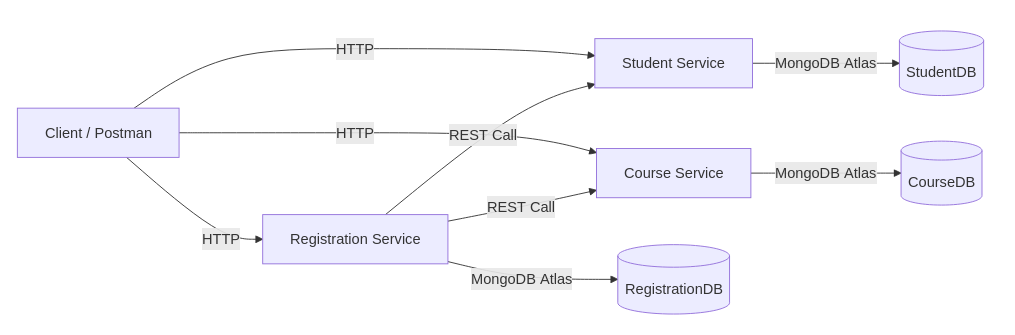 HTTP
Student Service
MongoDB Atlas
StudentDB
Client / Postman
HTTP
REST Call
Course Service
MongoDB Atlas
CourseDB
REST Call
HTTP
Registration Service
MongoDB Atlas
RegistrationDB